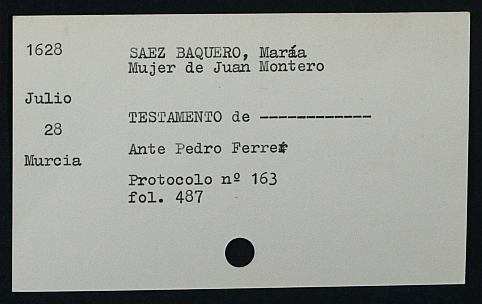 1628
SAEZ BAQUERO, María
Mujer de Juan Montero
Julio
28
TESTAMENTO de ------------
Ante Pedro Ferrer
Murcia
Protocolo nº 163
fol. 487